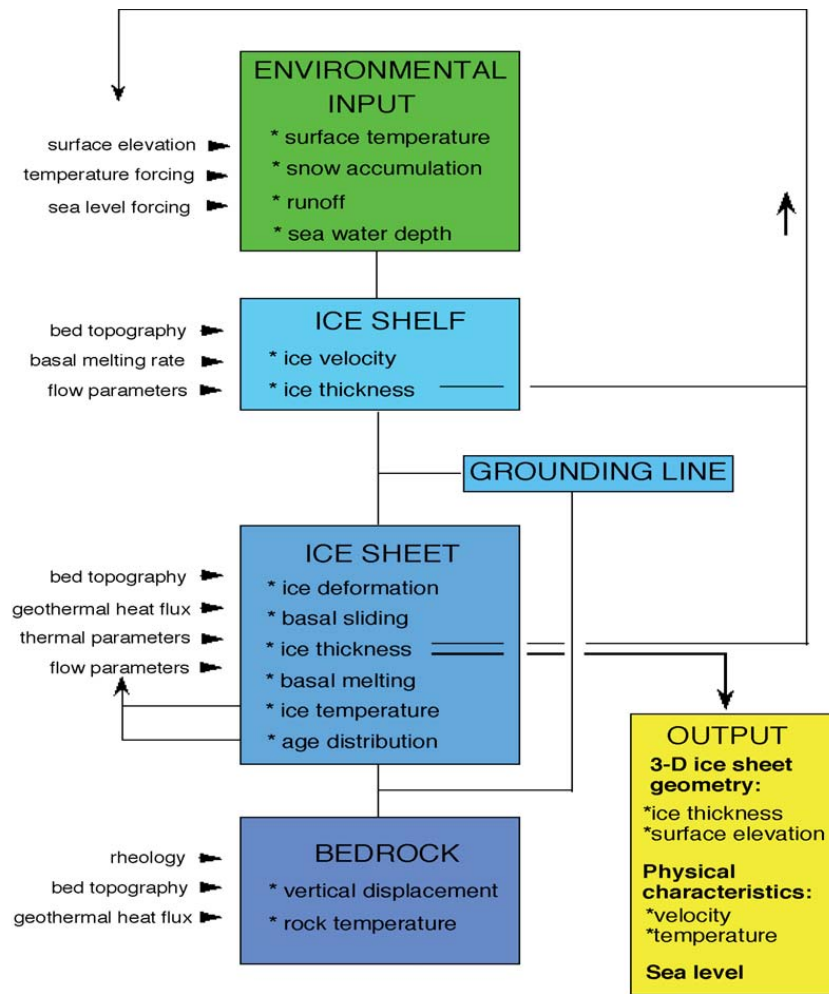 ENVIRONMENTAL
INPUT
* surface temperature
* snow accumulation
* runoff
* sea water depth
surface elevation
temperature forcing
sea level forcing
ICE SHELF
* ice velocity
* ice thickness
bed topography
basal melting rate
flow parameters
GROUNDING LINE
ICE SHEET
* ice deformation
* basal sliding
* ice thickness
* basal melting
* ice temperature
* age distribution
bed topography
geothermal heat flux
thermal parameters
flow parameters
BEDROCK
* vertical displacement
* rock temperature
rheology
bed topography
geothermal heat flux
OUTPUT
3-D ice sheet
geometry:
*ice thickness
*surface elevation
Physical
characteristics:
*velocity
*temperature
Sea level